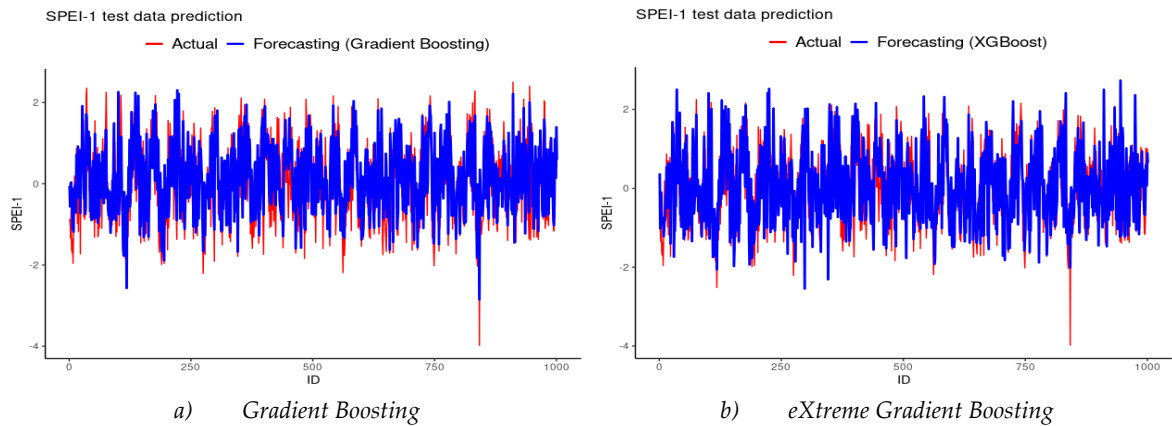 SPEI-1 test data prediction
Actual Forecasting (Gradient Boosting)
SPEI-1
2
0
-2
-4
0 250 500 750 1000
ID
a) Gradient Boosting
SPEI-1 test data prediction
Actual Forecasting (XGBoost)
SPEI-1
2
0
-2
-4
0 250 500 750 1000
ID
b) eXtreme Gradient Boosting